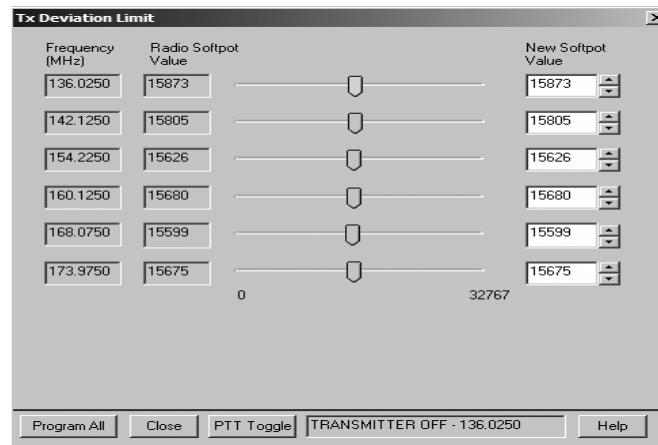 Tx Deviation Limit
Frequency (MHz)
Radio Softpot Value
New Softpot Value
136.0250 15873 15873
142.1250 15805 15805
154.2250 15626 15626
160.1250 15680 15680
168.0750 15599 15599
173.9750 15675 15675
0 32767
Program All Close PTT Toggle TRANSMITTER OFF - 136.0250 Help